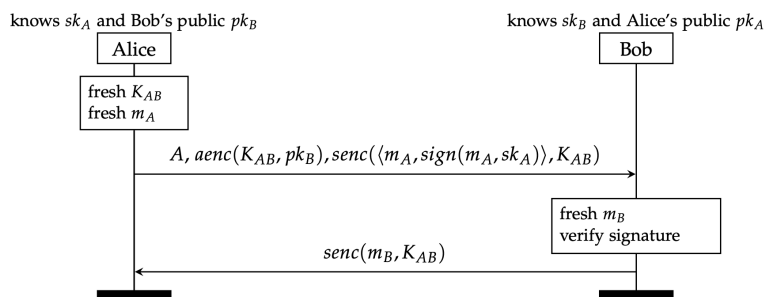 knows sk_A and Bob's public pk_B
knows sk_B and Alice's public pk_A
Alice
Bob
fresh K_AB
fresh m_A
A, aenc(K_AB, pk_B), senc(⟨m_A, sign(m_A, sk_A)⟩, K_AB)
fresh m_B
verify signature
senc(m_B, K_AB)